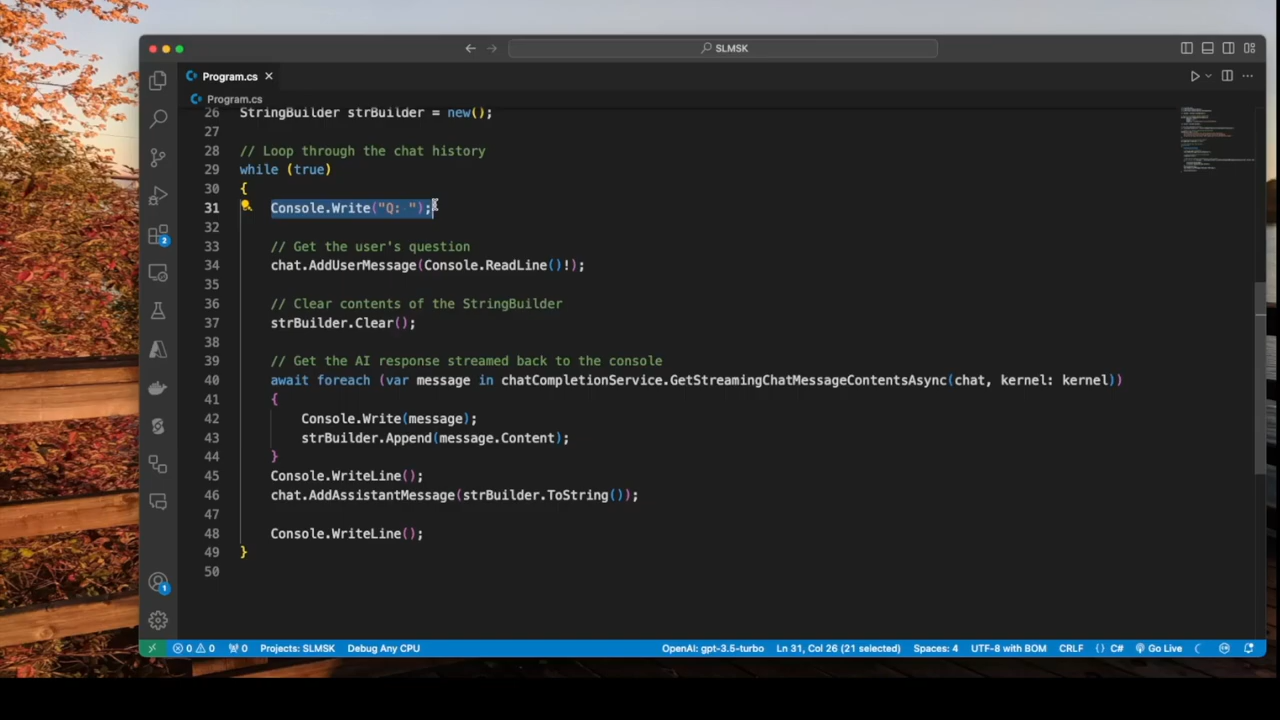 SLMSK
Program.cs
Program.cs
26 StringBuilder strBuilder = new();
27
28 // Loop through the chat history
29 while (true)
30 {
31 Console.Write("Q: ");
32
33 // Get the user's question
34 chat.AddUserMessage(Console.ReadLine()!);
35
36 // Clear contents of the StringBuilder
37 strBuilder.Clear();
38
39 // Get the AI response streamed back to the console
40 await foreach (var message in chatCompletionService.GetStreamingChatMessageContentsAsync(chat, kernel: kernel))
41 {
42 Console.Write(message);
43 strBuilder.Append(message.Content);
44 }
45 Console.WriteLine();
46 chat.AddAssistantMessage(strBuilder.ToString());
47
48 Console.WriteLine();
49 }
50
2
1
0 0 0 Projects: SLMSK Debug Any CPU OpenAI: gpt-3.5-turbo Ln 31, Col 26 (21 selected) Spaces: 4 UTF-8 with BOM CRLF {} C# Go Live